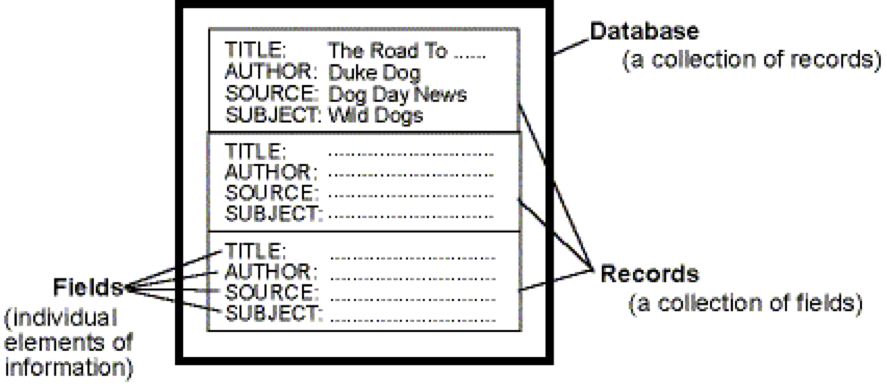 Database
(a collection of records)
TITLE: The Road To ......
AUTHOR: Duke Dog
SOURCE: Dog Day News
SUBJECT: Wild Dogs
TITLE: ..............................
AUTHOR: ..............................
SOURCE: ..............................
SUBJECT: ..............................
TITLE: ..............................
AUTHOR: ..............................
SOURCE: ..............................
SUBJECT: ..............................
Fields
(individual
elements of
information)
Records
(a collection of fields)